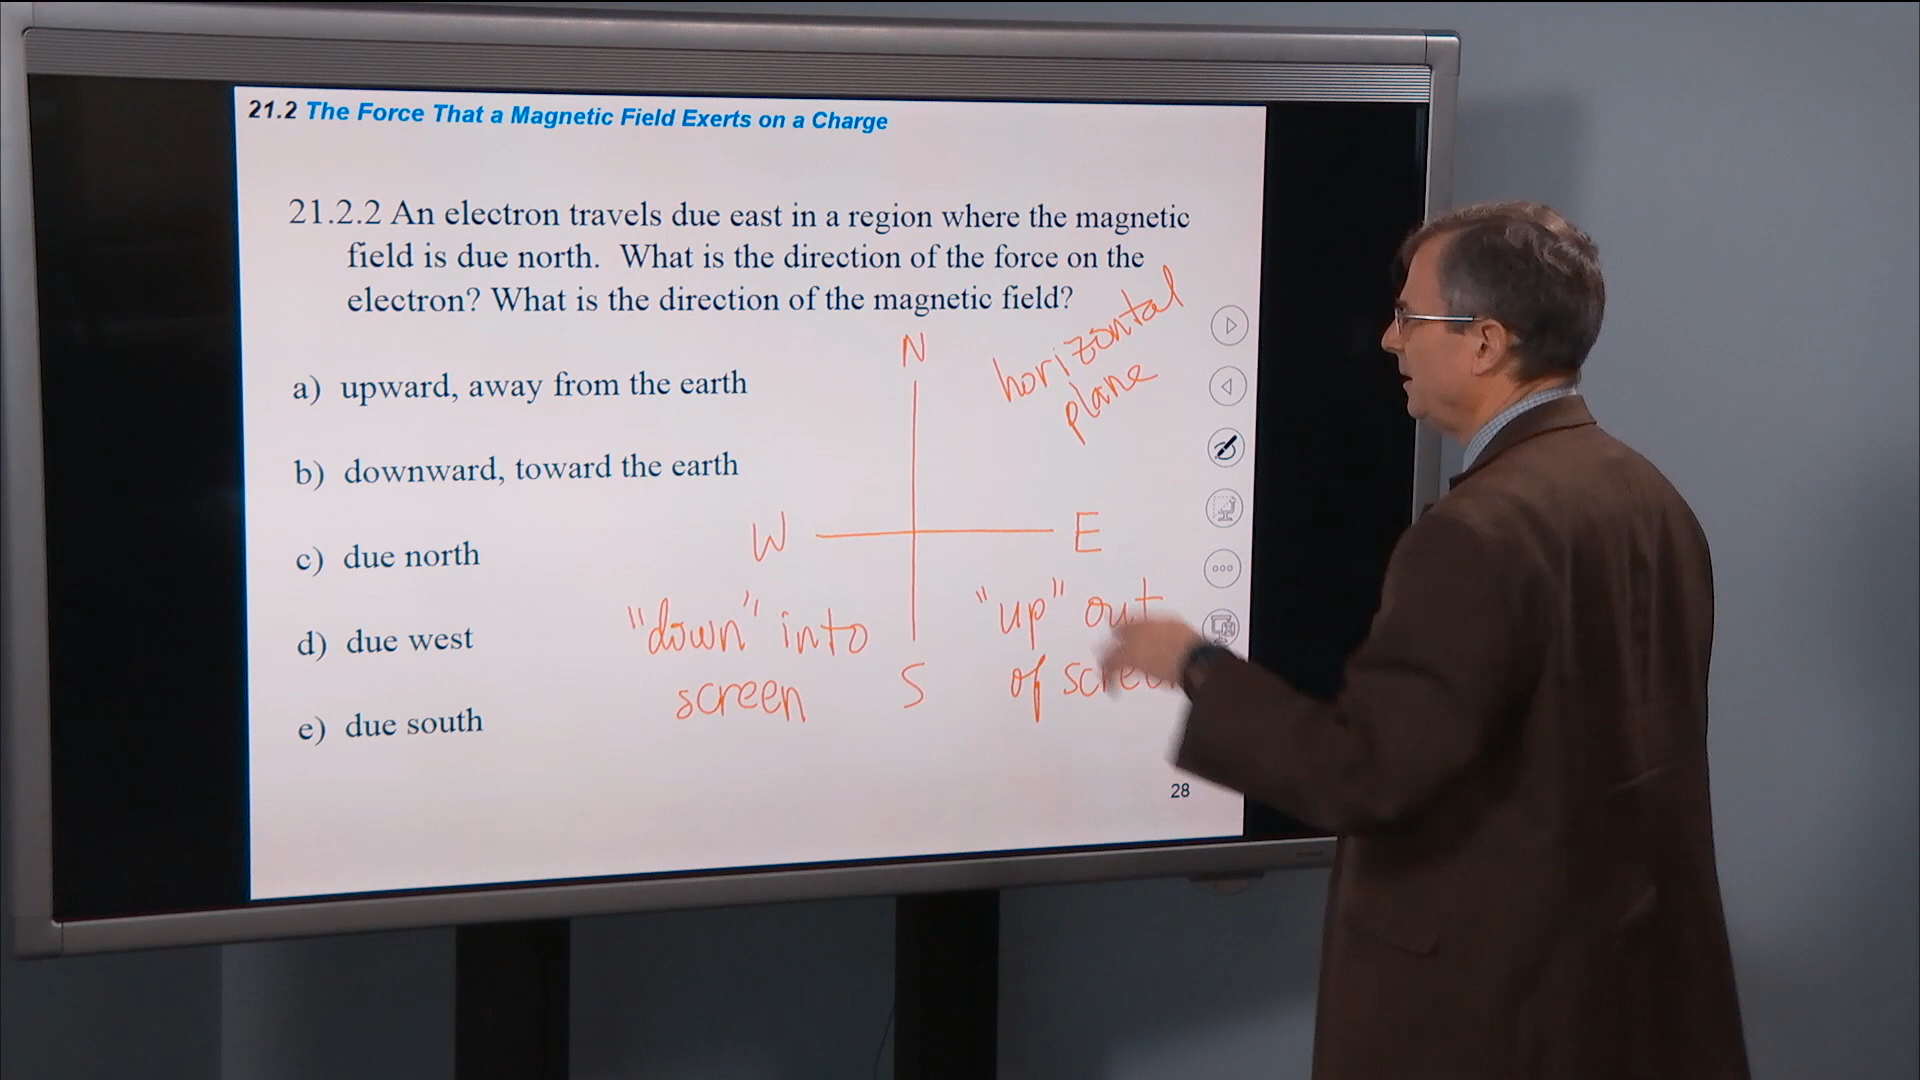 21.2 The Force That a Magnetic Field Exerts on a Charge
21.2.2 An electron travels due east in a region where the magnetic
field is due north. What is the direction of the force on the
electron? What is the direction of the magnetic field?
a) upward, away from the earth
b) downward, toward the earth
c) due north
d) due west
e) due south
horizontal
plane
N
W
E
S
"down" into
screen
"up" out
of screen
28